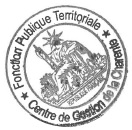 Fonction Publique Territoriale
★ Centre de Gestion de la Charente ★